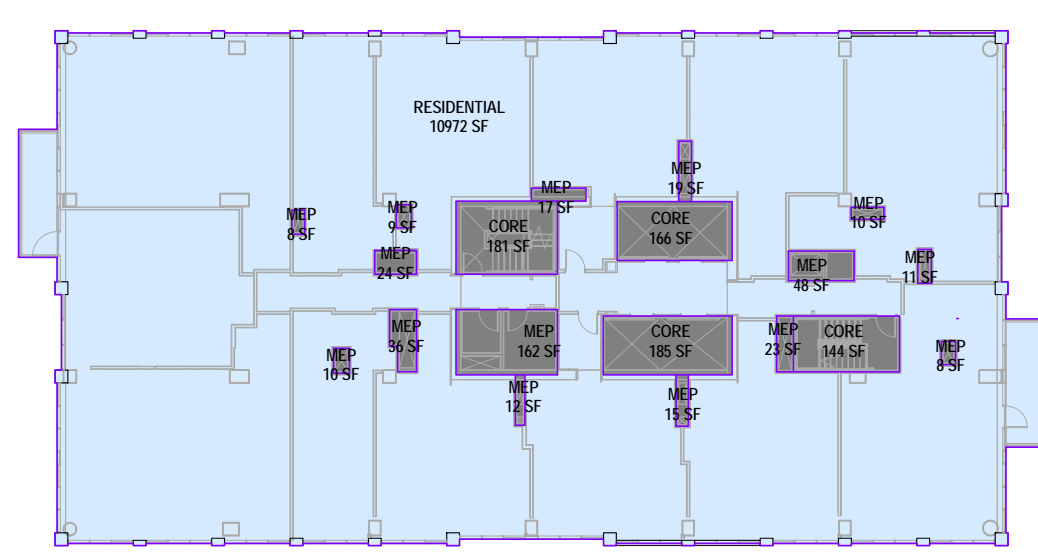 RESIDENTIAL
10972 SF
MEP
19 SF
MEP
17 SF
MEP
8 SF
MEP
9 SF
CORE
181 SF
CORE
166 SF
MEP
10 SF
MEP
24 SF
MEP
48 SF
MEP
11 SF
MEP
36 SF
MEP
162 SF
CORE
185 SF
MEP
23 SF
CORE
144 SF
MEP
10 SF
MEP
8 SF
MEP
12 SF
MEP
15 SF